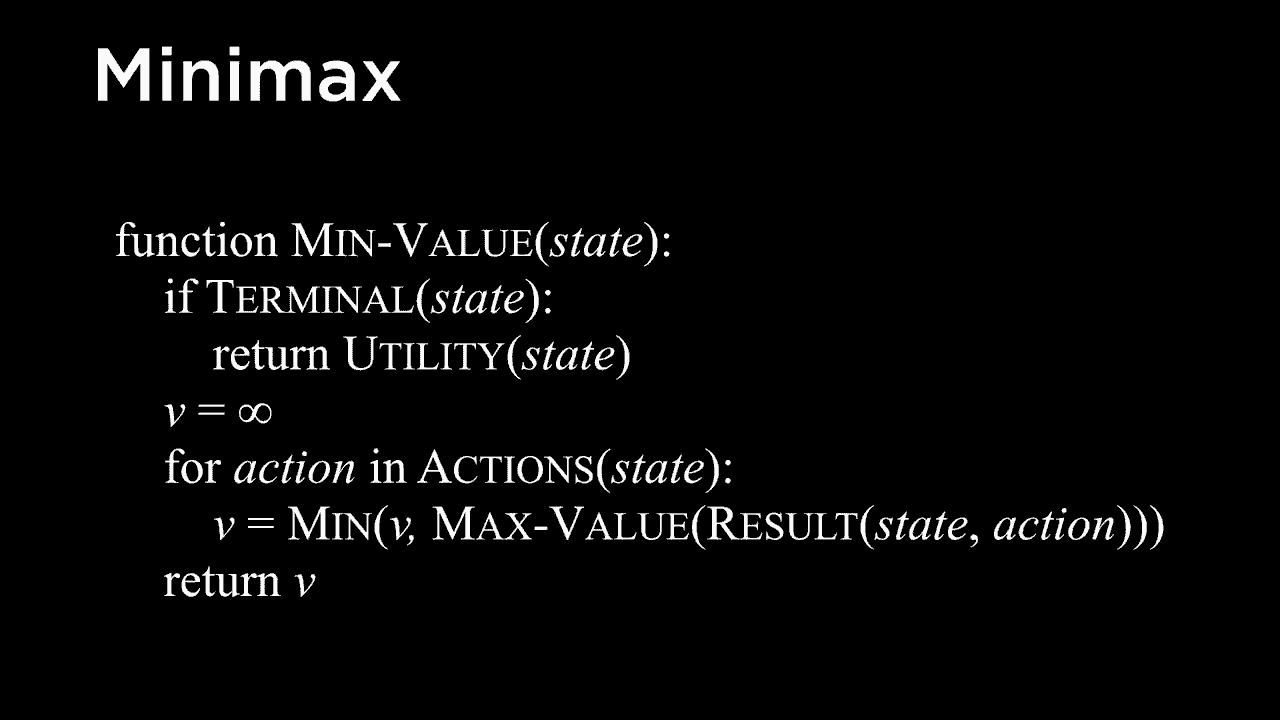 Minimax
function MIN-VALUE(state):
if TERMINAL(state):
return UTILITY(state)
v = ∞
for action in ACTIONS(state):
v = MIN(v, MAX-VALUE(RESULT(state, action)))
return v